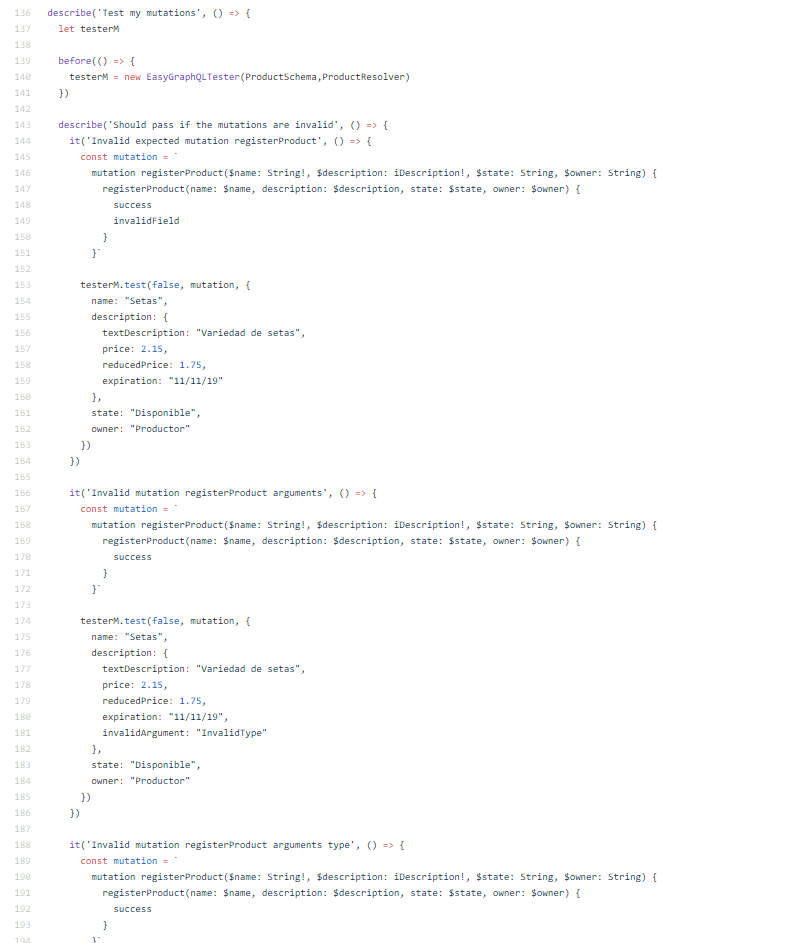 136 describe('Test my mutations', () => {
137   let testerM
138
139   before(() => {
140     testerM = new EasyGraphQLTester(ProductSchema,ProductResolver)
141   })
142
143   describe('Should pass if the mutations are invalid', () => {
144     it('Invalid expected mutation registerProduct', () => {
145       const mutation = `
146         mutation registerProduct($name: String!, $description: iDescription!, $state: String, $owner: String) {
147           registerProduct(name: $name, description: $description, state: $state, owner: $owner) {
148             success
149             invalidField
150           }
151         }`
152
153       testerM.test(false, mutation, {
154         name: "Setas",
155         description: {
156           textDescription: "Variedad de setas",
157           price: 2.15,
158           reducedPrice: 1.75,
159           expiration: "11/11/19"
160         },
161         state: "Disponible",
162         owner: "Productor"
163       })
164     })
165
166     it('Invalid mutation registerProduct arguments', () => {
167       const mutation = `
168         mutation registerProduct($name: String!, $description: iDescription!, $state: String, $owner: String) {
169           registerProduct(name: $name, description: $description, state: $state, owner: $owner) {
170             success
171           }
172         }`
173
174       testerM.test(false, mutation, {
175         name: "Setas",
176         description: {
177           textDescription: "Variedad de setas",
178           price: 2.15,
179           reducedPrice: 1.75,
180           expiration: "11/11/19",
181           invalidArgument: "InvalidType"
182         },
183         state: "Disponible",
184         owner: "Productor"
185       })
186     })
187
188     it('Invalid mutation registerProduct arguments type', () => {
189       const mutation = `
190         mutation registerProduct($name: String!, $description: iDescription!, $state: String, $owner: String) {
191           registerProduct(name: $name, description: $description, state: $state, owner: $owner) {
192             success
193           }
194         }`